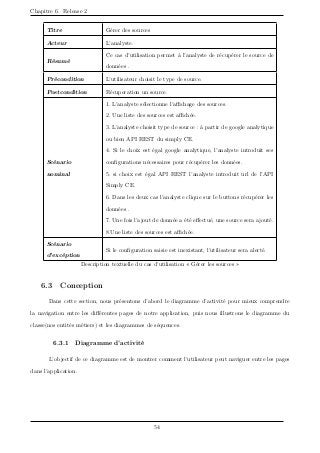 Chapitre 6. Release 2
Titre Gérer des sources
Acteur L'analyste.
Résumé Ce cas d'utilisation permet à l'analyste de récupérer le source de données .
Précondition L'utilisateur choisit le type de source.
Postcondition Récuperation un source.
Scénario nominal
1. L'analyste sélectionne l'affichage des sources.
2. Une liste des sources est affichée.
3. L'analyste choisit type de source : à partir de google analytique
ou bien API REST du simply CE.
4. Si le choix est égal google analytique, l'analyste introduit ses
configurations nécessaires pour récupérer les données.
5. si choix est égal API REST l'analyste introduit url de l'API
Simply CE.
6. Dans les deux cas l'analyste clique sur le buttons récupérer les
données .
7. Une fois l'ajout de donnée a été effectué, une source sera ajouté.
8.Une liste des sources est affichée.
Scénario d'excéption Si le configuration saisie est inexistant, l'utilisateur sera alerté.
Description textuelle du cas d'utilisation « Gérer les sources »
6.3 Conception
Dans cette section, nous présentons d'abord le diagramme d'activité pour mieux comprendre
la navigation entre les différentes pages de notre application, puis nous illustrons le diagramme du
classe(nos entités métiers) et les diagrammes de séquences.
6.3.1 Diagramme d'activité
L'objectif de ce diagramme est de montrer comment l'utilisateur peut naviguer entre les pages
dans l'application.
54